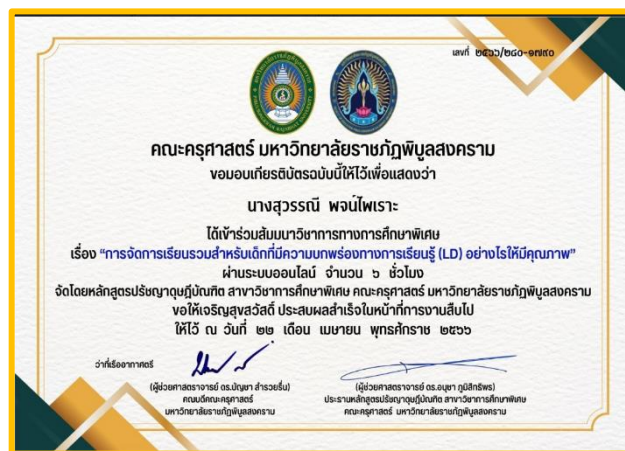 เลขที่ ๒๕๖๖/๒๘๐-๑๗๙๐
คณะครุศาสตร์ มหาวิทยาลัยราชภัฏพิบูลสงคราม
ขอมอบเกียรติบัตรฉบับนี้ให้ไว้เพื่อแสดงว่า
นางสุวรรณี พจน์ไพเราะ
ได้เข้าร่วมสัมมนาวิชาการทางการศึกษาพิเศษ
เรื่อง “การจัดการเรียนรวมสำหรับเด็กที่มีความบกพร่องทางการเรียนรู้ (LD) อย่างไรให้มีคุณภาพ”
ผ่านระบบออนไลน์ จำนวน ๖ ชั่วโมง
จัดโดยหลักสูตรปรัชญาดุษฎีบัณฑิต สาขาวิชาการศึกษาพิเศษ คณะครุศาสตร์ มหาวิทยาลัยราชภัฏพิบูลสงคราม
ขอให้เจริญสุขสวัสดิ์ ประสบผลสำเร็จในหน้าที่การงานสืบไป
ให้ไว้ ณ วันที่ ๒๒ เดือน เมษายน พุทธศักราช ๒๕๖๖
ว่าที่เรืออากาศตรี
(ผู้ช่วยศาสตราจารย์ ดร.บัญชา สำรวยรื่น)
คณบดีคณะครุศาสตร์
มหาวิทยาลัยราชภัฏพิบูลสงคราม
(ผู้ช่วยศาสตราจารย์ ดร.อนุชา ภูมิสิทธิพร)
ประธานหลักสูตรปรัชญาดุษฎีบัณฑิต สาขาวิชาการศึกษาพิเศษ
คณะครุศาสตร์ มหาวิทยาลัยราชภัฏพิบูลสงคราม